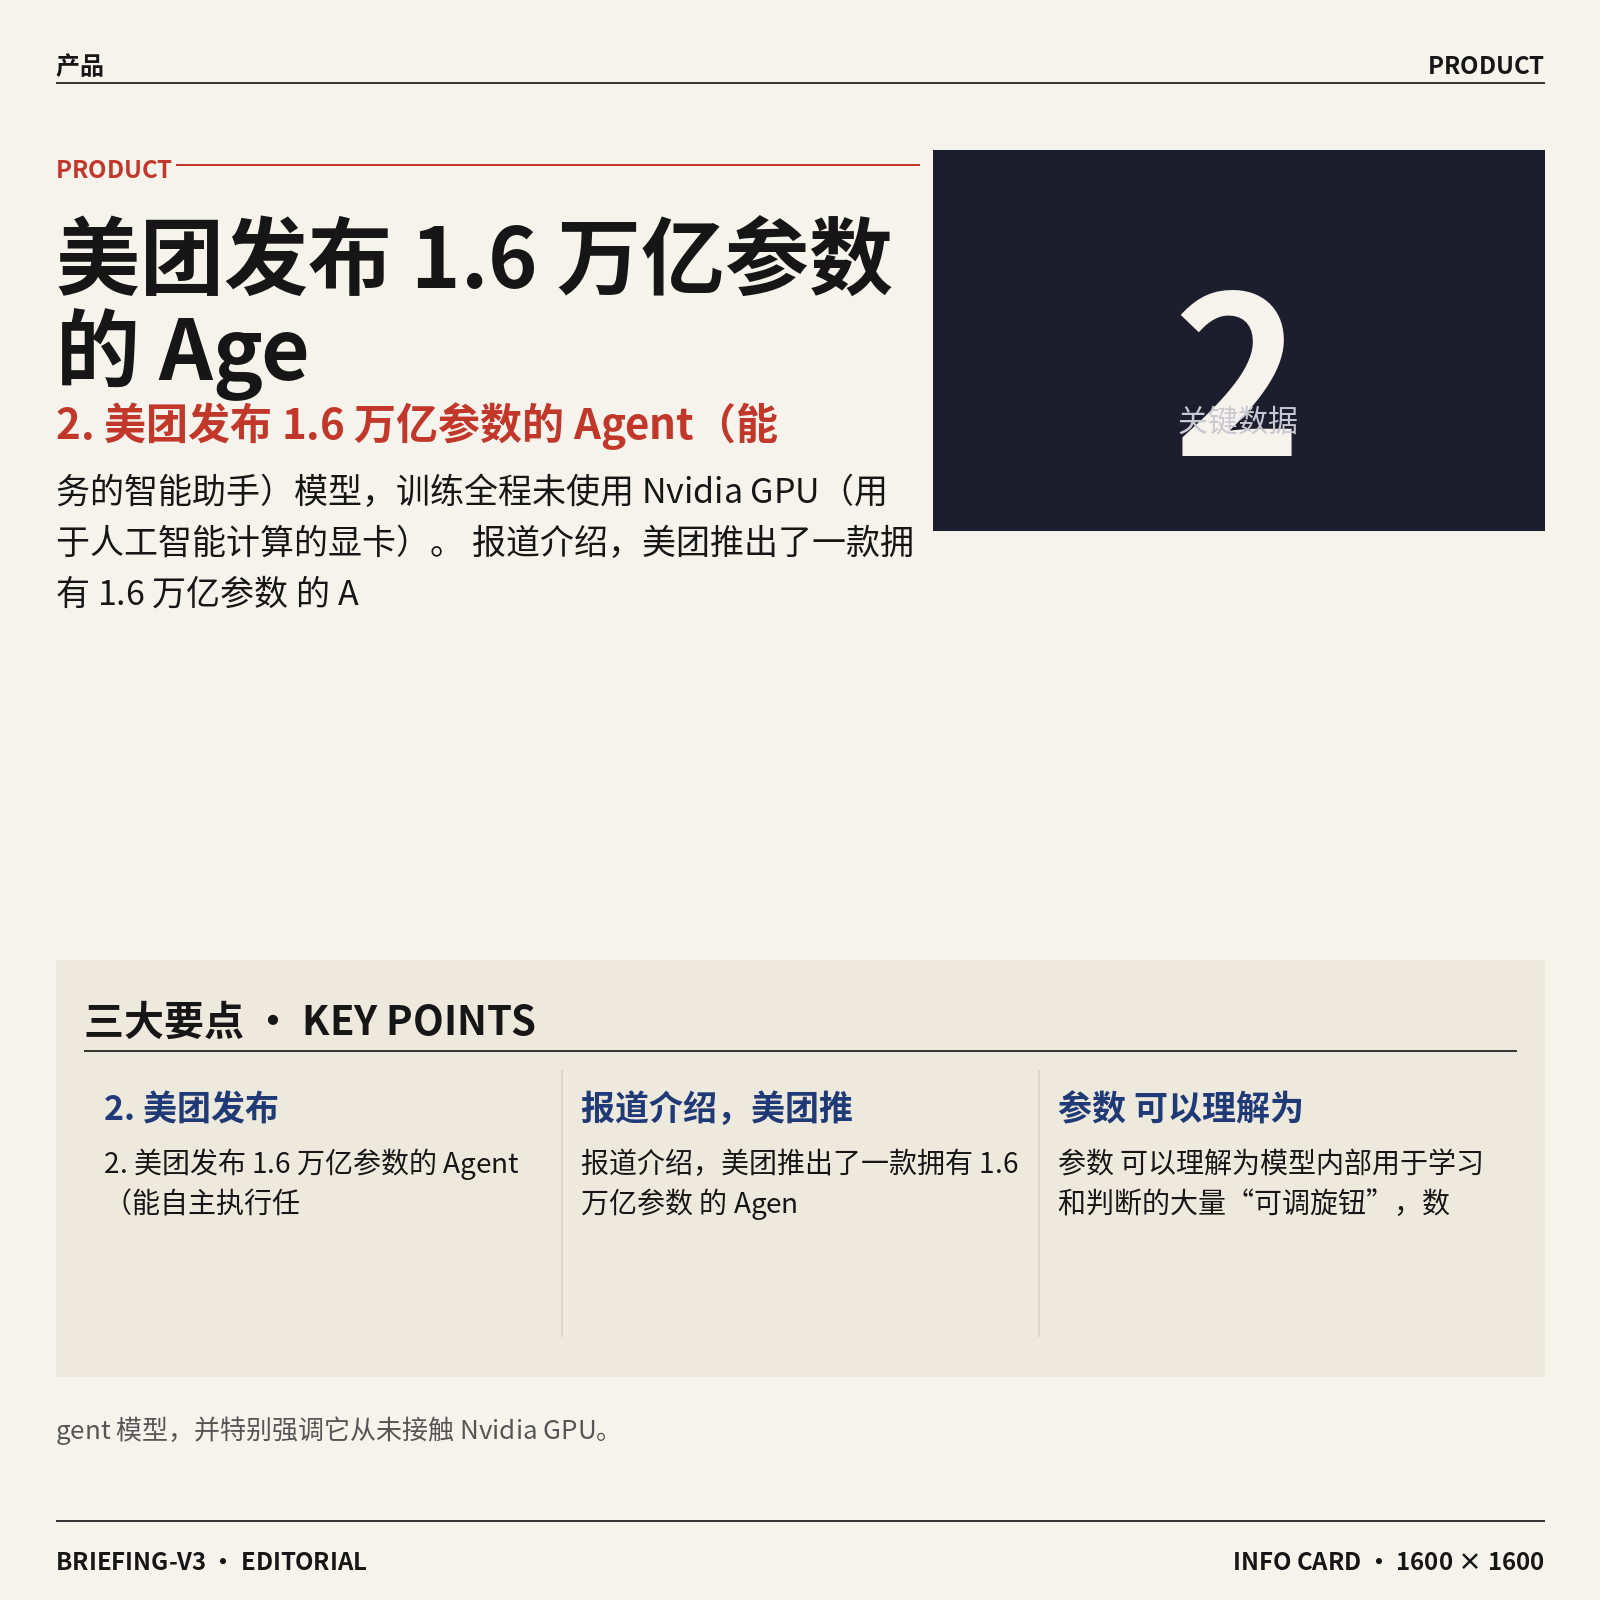 产品
PRODUCT
PRODUCT
美团发布 1.6 万亿参数
的 Age
2. 美团发布 1.6 万亿参数的 Agent（能
务的智能助手）模型，训练全程未使用 Nvidia GPU（用
于人工智能计算的显卡）。 报道介绍，美团推出了一款拥
有 1.6 万亿参数 的 A
2
关键数据
三大要点 · KEY POINTS
2. 美团发布
2. 美团发布 1.6 万亿参数的 Agent
（能自主执行任
报道介绍，美团推
报道介绍，美团推出了一款拥有 1.6
万亿参数 的 Agen
参数 可以理解为
参数 可以理解为模型内部用于学习
和判断的大量“可调旋钮”，数
gent 模型，并特别强调它从未接触 Nvidia GPU。
BRIEFING-V3 · EDITORIAL
INFO CARD · 1600 × 1600